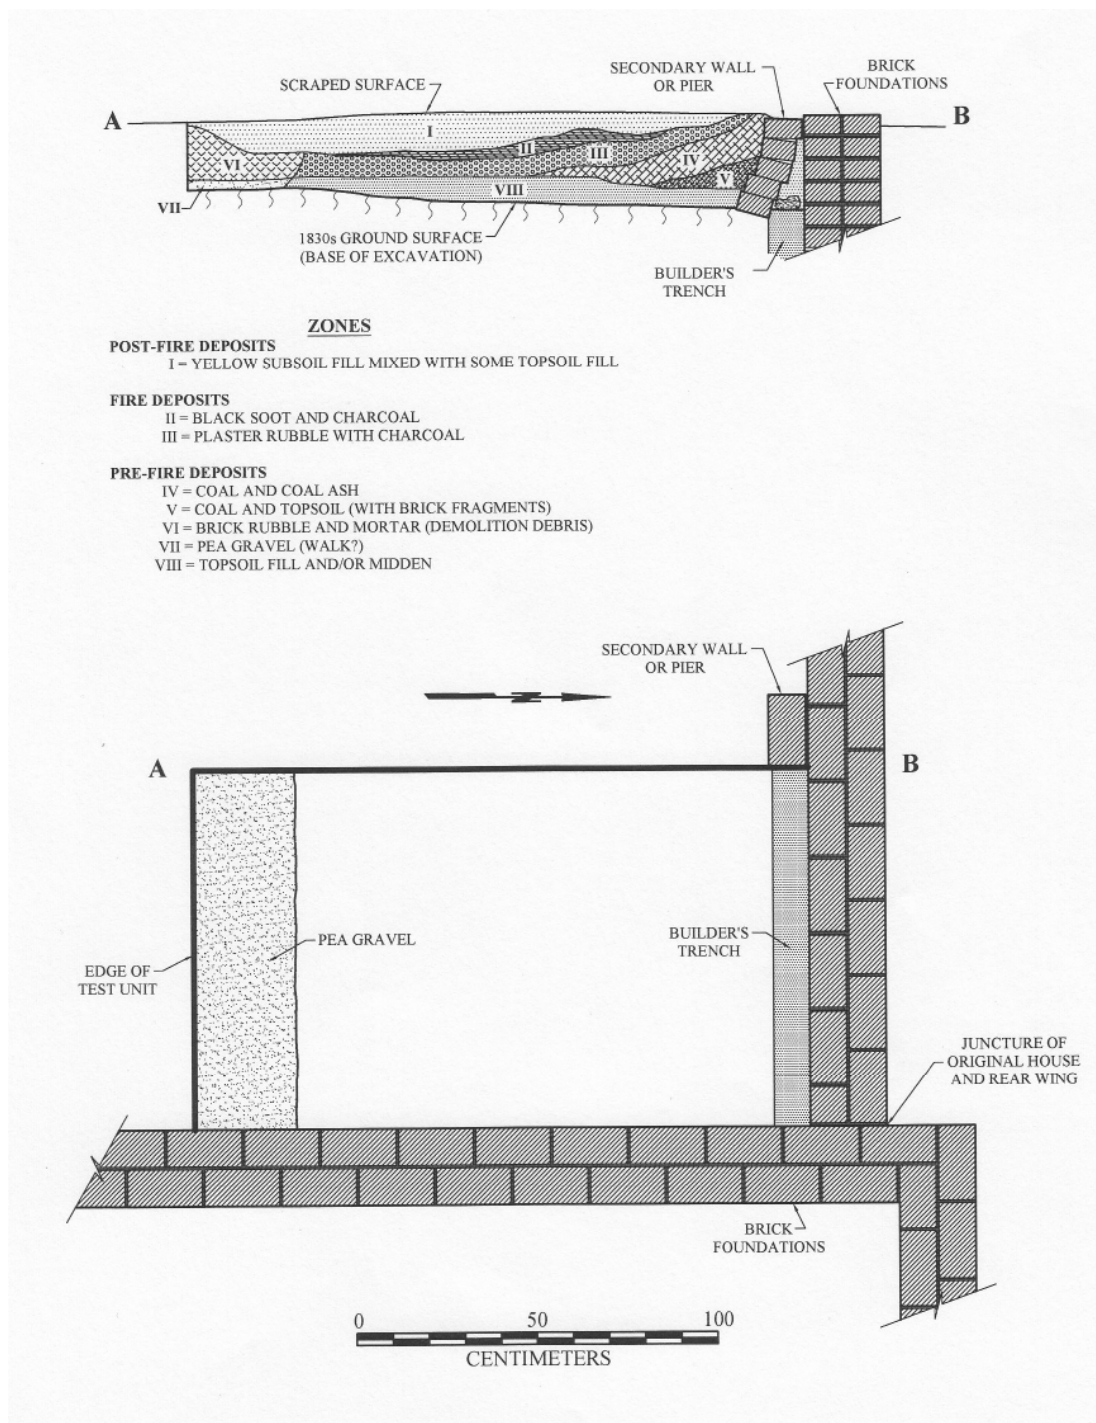 SCRAPED SURFACE
SECONDARY WALL
OR PIER
BRICK
FOUNDATIONS
A
B
I
II
III
IV
V
VI
VII
VIII
1830s GROUND SURFACE
(BASE OF EXCAVATION)
BUILDER'S
TRENCH
ZONES
POST-FIRE DEPOSITS
I = YELLOW SUBSOIL FILL MIXED WITH SOME TOPSOIL FILL
FIRE DEPOSITS
II = BLACK SOOT AND CHARCOAL
III = PLASTER RUBBLE WITH CHARCOAL
PRE-FIRE DEPOSITS
IV = COAL AND COAL ASH
V = COAL AND TOPSOIL (WITH BRICK FRAGMENTS)
VI = BRICK RUBBLE AND MORTAR (DEMOLITION DEBRIS)
VII = PEA GRAVEL (WALK?)
VIII = TOPSOIL FILL AND/OR MIDDEN
SECONDARY WALL
OR PIER
N
A
B
PEA GRAVEL
BUILDER'S
TRENCH
EDGE OF
TEST UNIT
JUNCTURE OF
ORIGINAL HOUSE
AND REAR WING
BRICK
FOUNDATIONS
0 50 100
CENTIMETERS